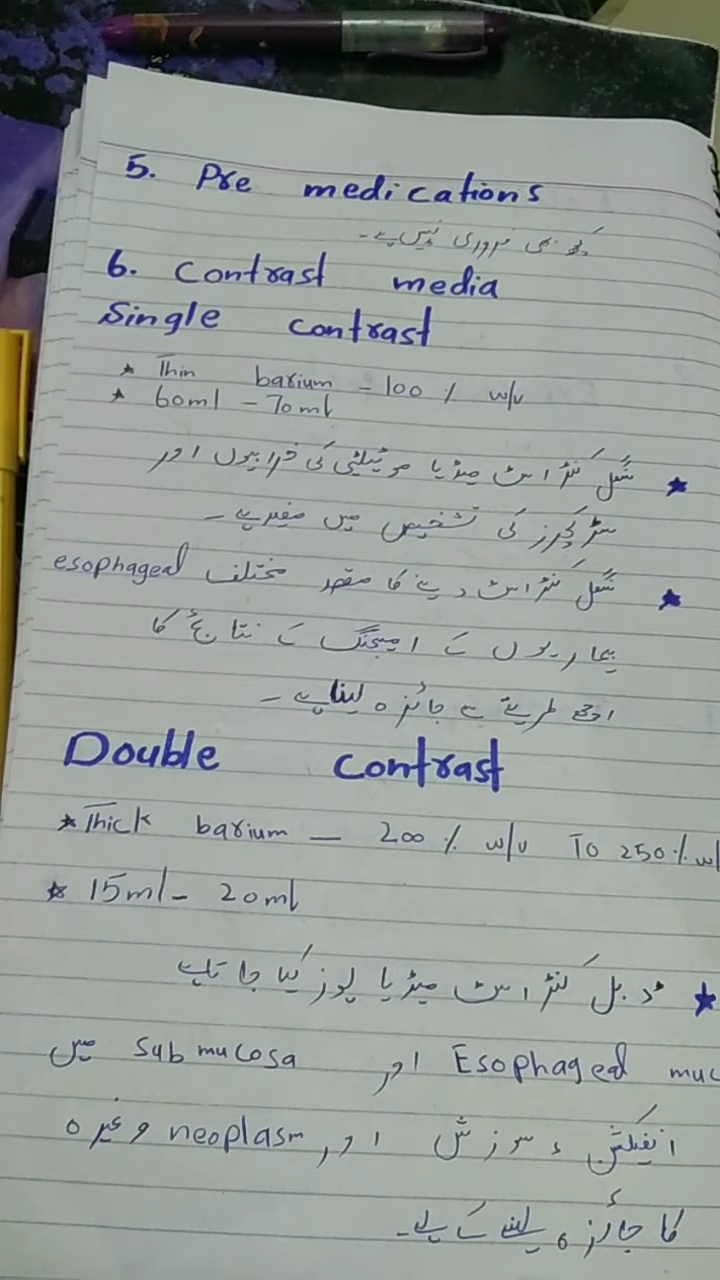 5. Pre medications
کچھ بھی ضروری نہیں ہے۔
6. Contrast media
Single contrast
* Thin barium - 100 % w/v
* 60ml - 70ml
★ سنگل کنٹراسٹ میڈیا موٹیلٹی کی خرابیوں اور
سٹرکچرز کی تشخیص میں مفید ہے۔
★ سنگل کنٹراسٹ دینے کا مقصد مختلف esophageal
بیماریوں کے امیجنگ کے نتائج کا
اچھے طریقے سے جائزہ لینا ہے۔
Double contrast
* Thick barium — 200 % w/v To 250 % w/
* 15ml - 20ml
★ ڈبل کنٹراسٹ میڈیا یوز کیا جاتا ہے
Esophageal muc اور Submucosa میں
انفیکشن، سوزش اور neoplasm وغیرہ
کا جائزہ لینے کے لیے۔